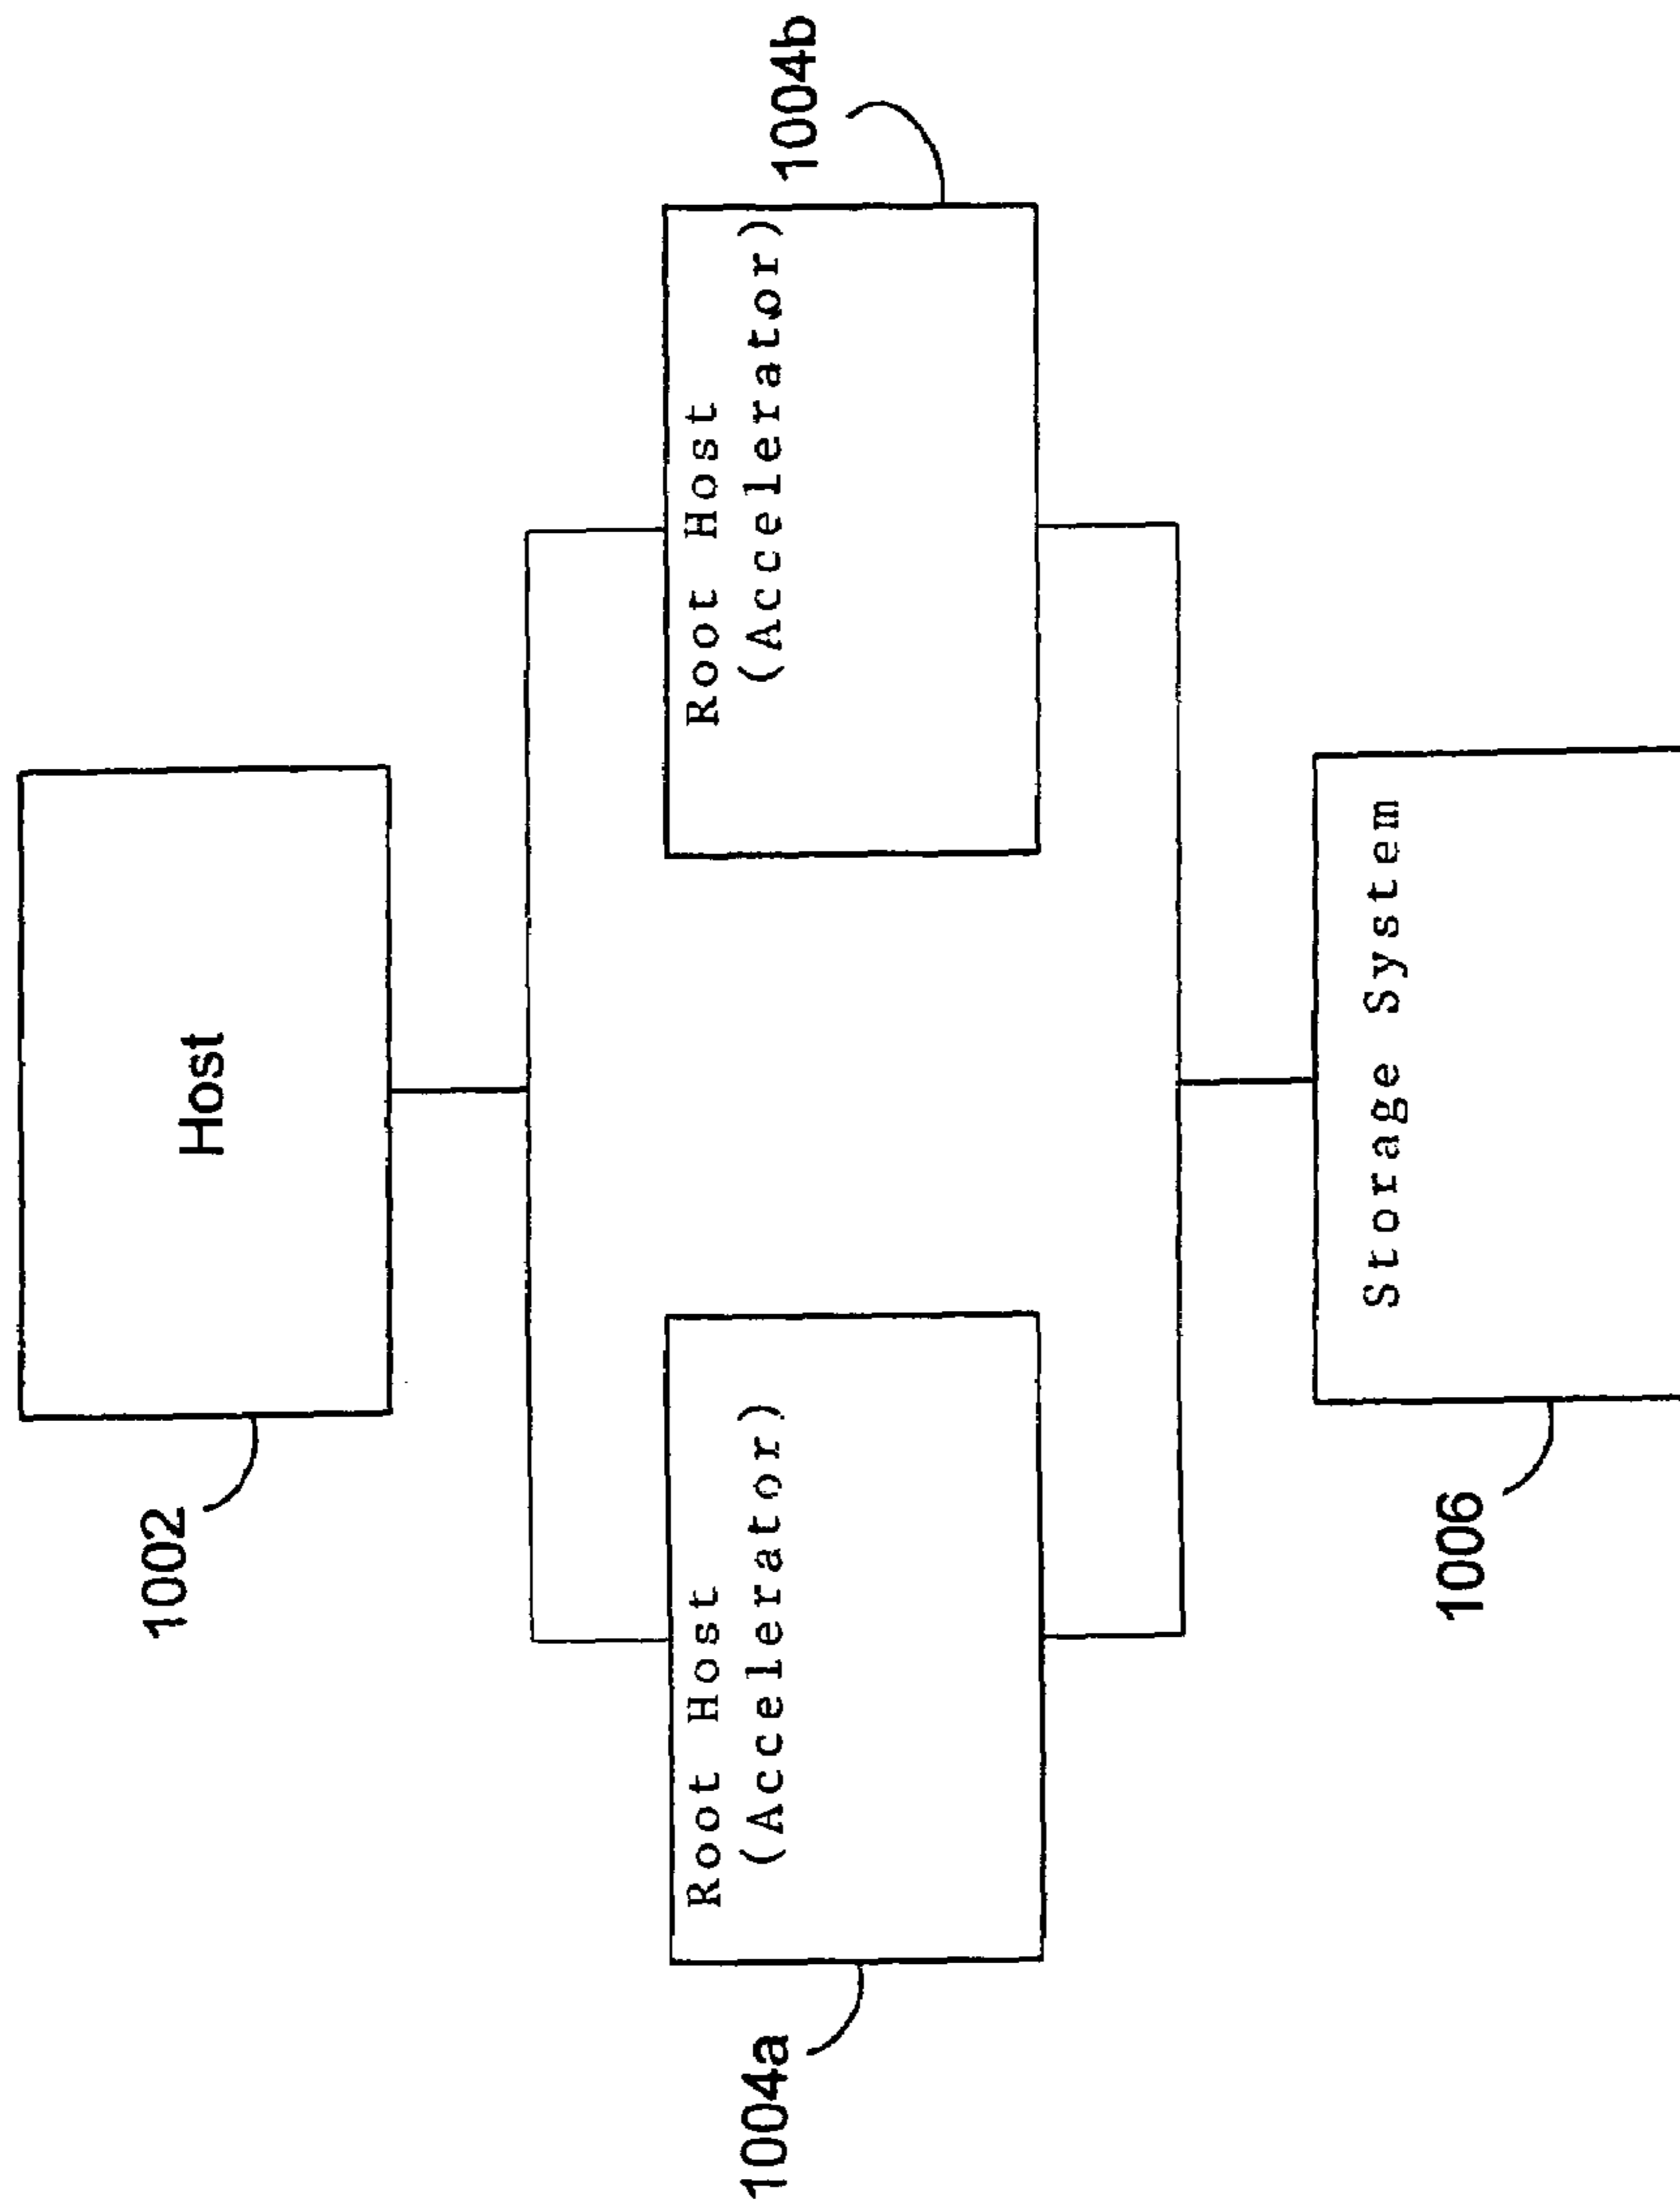 Host
1002
Root Host
(Accelerator)
1004a
Root Host
(Accelerator)
1004b
Storage System
1006